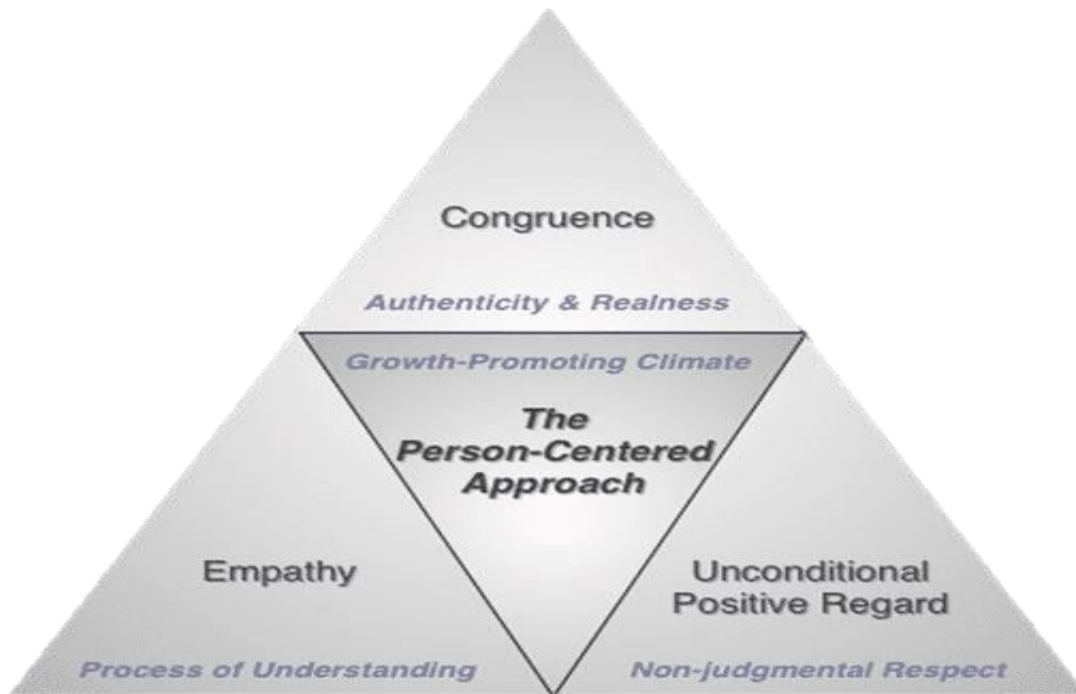 Congruence
Authenticity & Realness
Growth-Promoting Climate
The
Person-Centered
Approach
Empathy
Process of Understanding
Unconditional
Positive Regard
Non-judgmental Respect